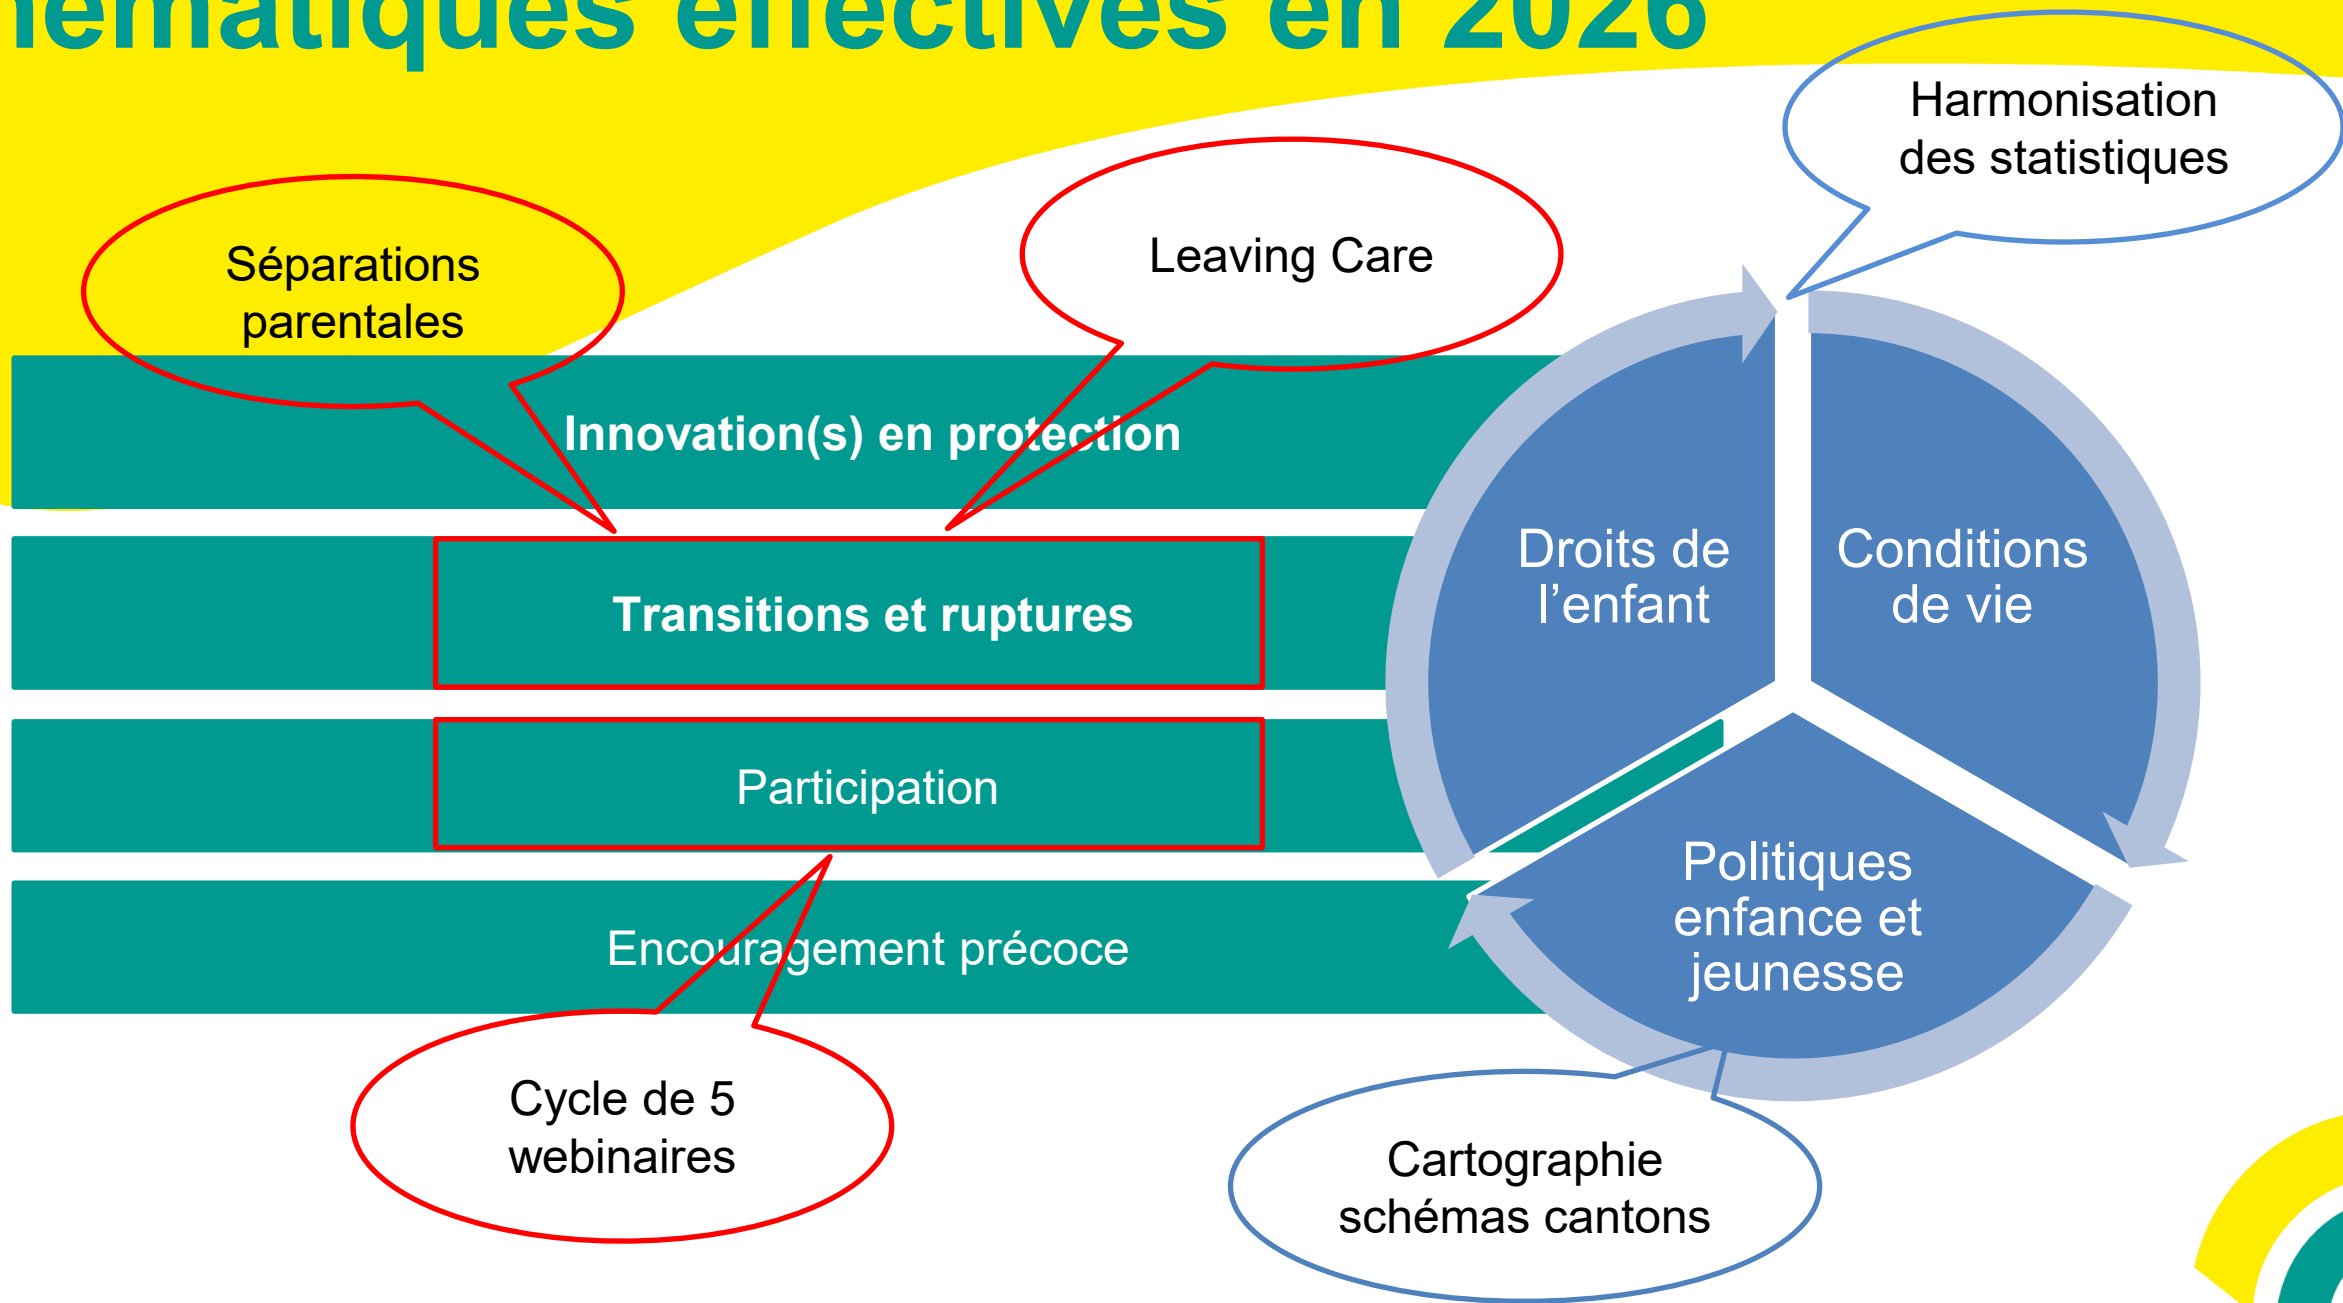 hématiques effectives en 2026
Harmonisation
des statistiques
Séparations
parentales
Leaving Care
Innovation(s) en protection
Transitions et ruptures
Participation
Encouragement précoce
Droits de
l’enfant
Conditions
de vie
Politiques
enfance et
jeunesse
Cycle de 5
webinaires
Cartographie
schémas cantons